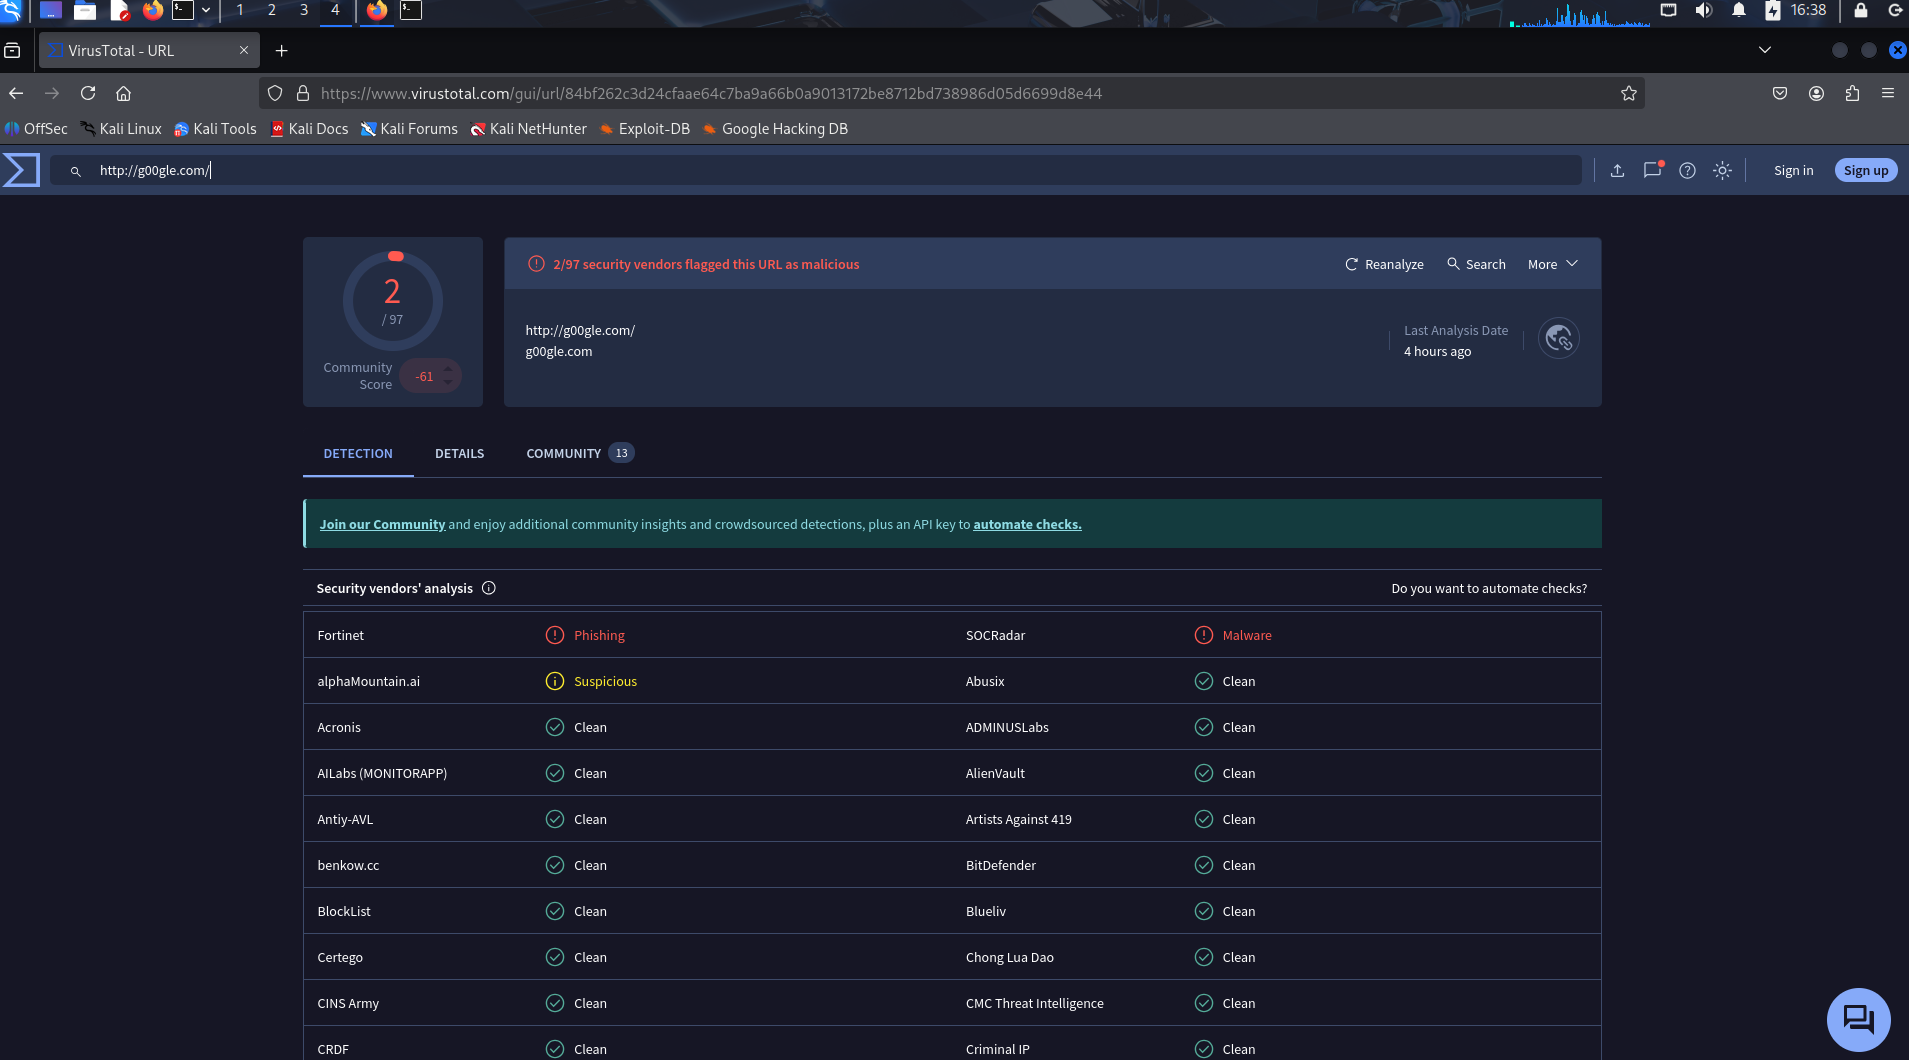 1 2 3 4 16:38
VirusTotal - URL
https://www.virustotal.com/gui/url/84bf262c3d24cfaae64c7ba9a66b0a9013172be8712bd738986d05d6699d8e44
OffSec Kali Linux Kali Tools Kali Docs Kali Forums Kali NetHunter Exploit-DB Google Hacking DB
http://g00gle.com/ Sign in Sign up
2
/ 97
Community Score -61
2/97 security vendors flagged this URL as malicious Reanalyze Search More
http://g00gle.com/
g00gle.com
Last Analysis Date
4 hours ago
DETECTION DETAILS COMMUNITY 13
Join our Community and enjoy additional community insights and crowdsourced detections, plus an API key to automate checks.
Security vendors' analysis Do you want to automate checks?
Fortinet Phishing SOCRadar Malware
alphaMountain.ai Suspicious Abusix Clean
Acronis Clean ADMINUSLabs Clean
AILabs (MONITORAPP) Clean AlienVault Clean
Antiy-AVL Clean Artists Against 419 Clean
benkow.cc Clean BitDefender Clean
BlockList Clean Blueliv Clean
Certego Clean Chong Lua Dao Clean
CINS Army Clean CMC Threat Intelligence Clean
CRDF Clean Criminal IP Clean